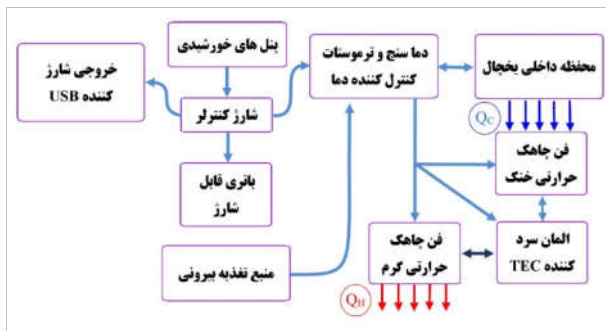 پنل های خورشیدی
خروجی شارژ
کننده USB
شارژ کنترلر
باتری قابل
شارژ
منبع تغذیه بیرونی
دما سنج و ترموستات
کنترل کننده دما
محفظه داخلی یخچال
QC
فن چاهک
حرارتی خنک
المان سرد
کننده TEC
فن چاهک
حرارتی گرم
QH